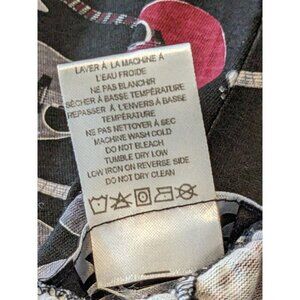 LAVER À LA MACHINE À
L'EAU FROIDE
NE PAS BLANCHIR
SÉCHER À BASSE TEMPÉRATURE
REPASSER À L'ENVERS À BASSE
TEMPÉRATURE
NE PAS NETTOYER À SEC
MACHINE WASH COLD
DO NOT BLEACH
TUMBLE DRY LOW
LOW IRON ON REVERSE SIDE
DO NOT DRY CLEAN